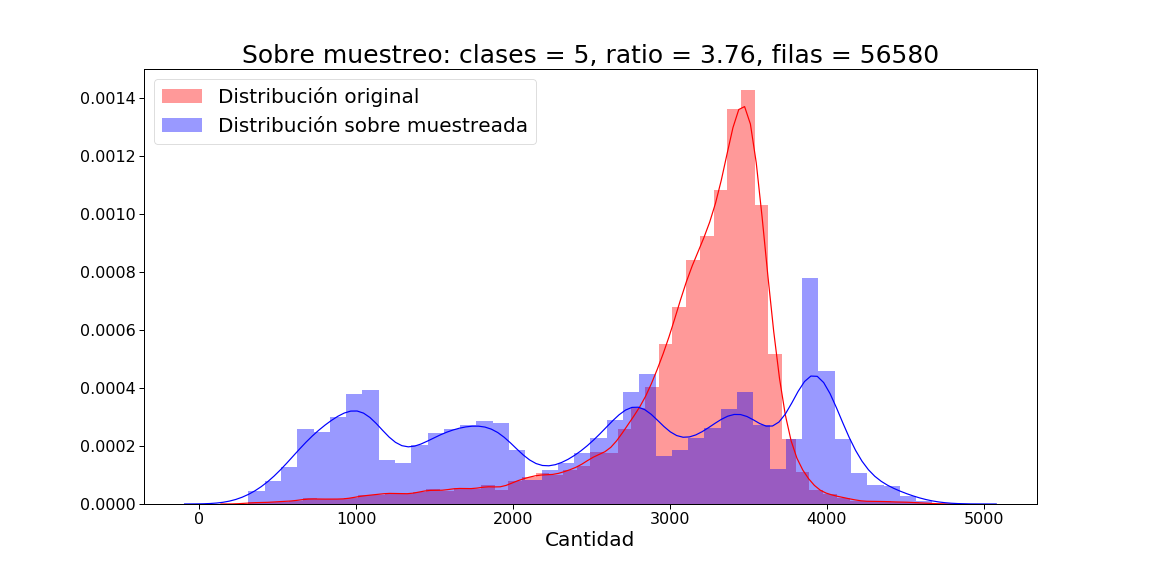 Sobre muestreo: clases = 5, ratio = 3.76, filas = 56580
Distribución original
Distribución sobre muestreada
0.0014
0.0012
0.0010
0.0008
0.0006
0.0004
0.0002
0.0000
0 1000 2000 3000 4000 5000
Cantidad